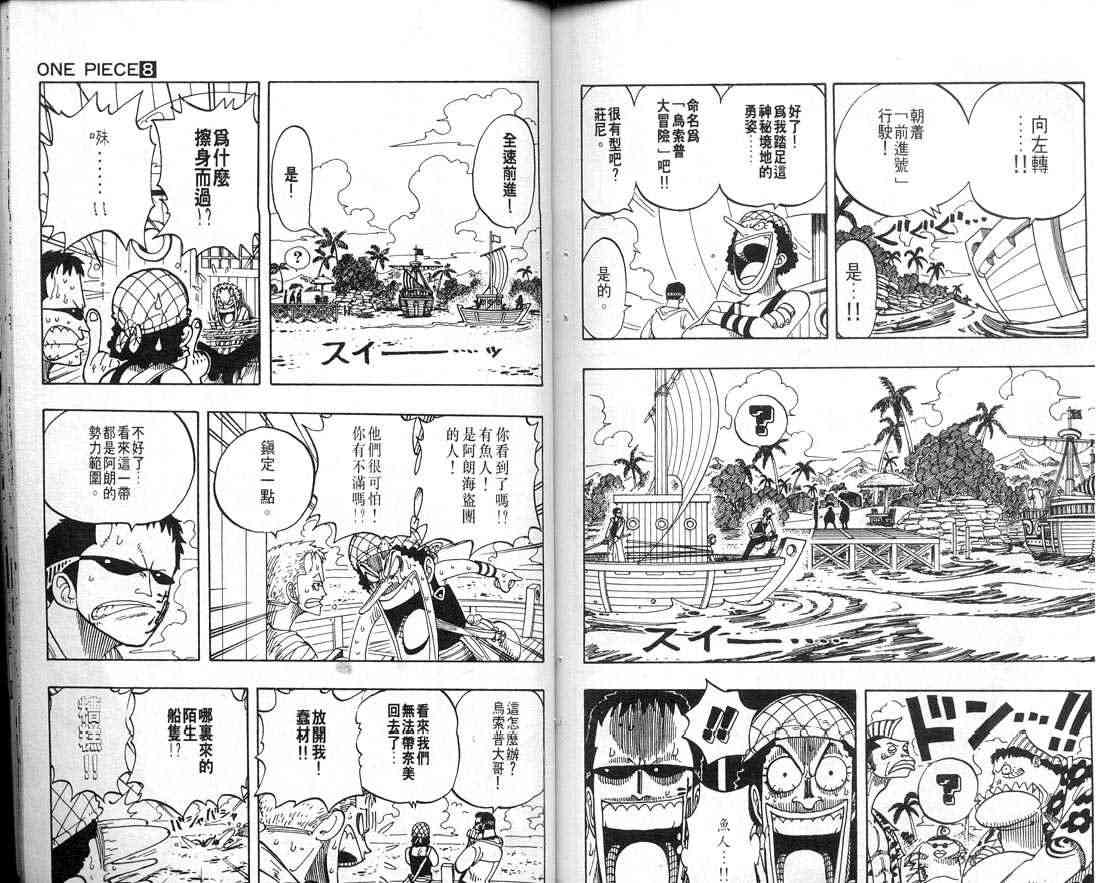 ONE PIECE 8
向左轉
……!!
朝着
「前進號」
行駛！
是…!!
ぐぐぐ…
好了！
為我踏足這
神秘境地的
勇姿……
命名為
「烏索普
大冒險」吧!!
很有型吧？
莊尼。
是的。
?
スイー……
ドン…!!
?
!!
魚人…!!
全速前進！
是！
?
スイー…ッ
為什麼
擦身而過!?
咻……!!
你看到了嗎!?
有魚人！
是阿朗海盜團
的人！
他們很可怕！
你有不滿嗎!?
鎮定一點。
不好了…
看來這一帶
都是阿朗的
勢力範圍。
這怎麼辦？
烏索普大哥！
看來我們
無法帶奈美
回去了…
放開我！
蠢材!!
哪裏來的
陌生
船隻!?
糟糕!!